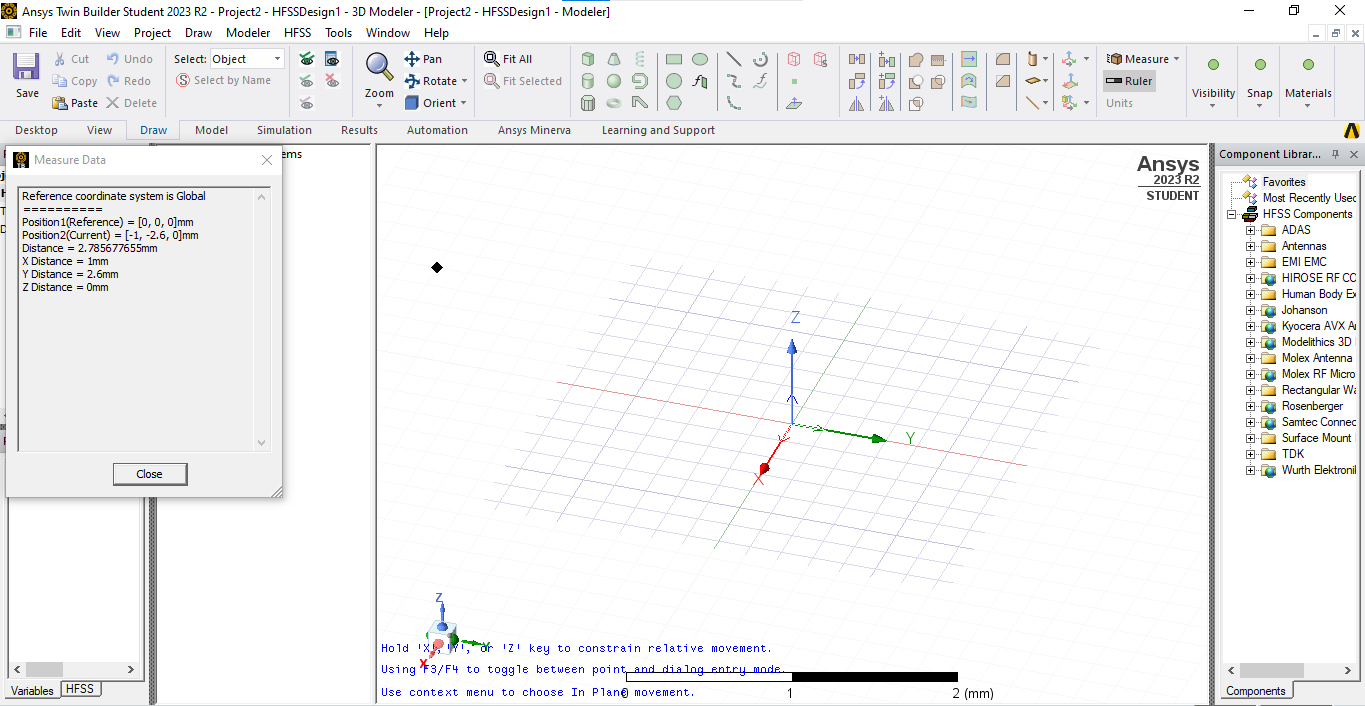 Ansys Twin Builder Student 2023 R2 - Project2 - HFSSDesign1 - 3D Modeler - [Project2 - HFSSDesign1 - Modeler]
File Edit View Project Draw Modeler HFSS Tools Window Help
Save
Cut
Copy
Paste
Undo
Redo
Delete
Select: Object
Select by Name
Zoom
Pan
Rotate
Orient
Fit All
Fit Selected
Measure
Ruler
Units
Visibility
Snap
Materials
Desktop View Draw Model Simulation Results Automation Ansys Minerva Learning and Support
Measure Data
Reference coordinate system is Global
==========
Position1(Reference) = [0, 0, 0]mm
Position2(Current) = [-1, -2.6, 0]mm
Distance = 2.785677655mm
X Distance = 1mm
Y Distance = 2.6mm
Z Distance = 0mm
Close
ems
Variables
HFSS
Ansys
2023 R2
STUDENT
Z
Y
X
Z
Y
X
Hold 'X', 'Y', or 'Z' key to constrain relative movement.
Using F3/F4 to toggle between point and dialog entry mode.
Use context menu to choose In Plane movement.
0 1 2 (mm)
Component Librar...
Favorites
Most Recently Usec
HFSS Components
ADAS
Antennas
EMI EMC
HIROSE RF CO
Human Body Ex
Johanson
Kyocera AVX A
Modelithics 3D
Molex Antenna
Molex RF Micro
Rectangular Wa
Rosenberger
Samtec Connec
Surface Mount
TDK
Wurth Elektronik
Components